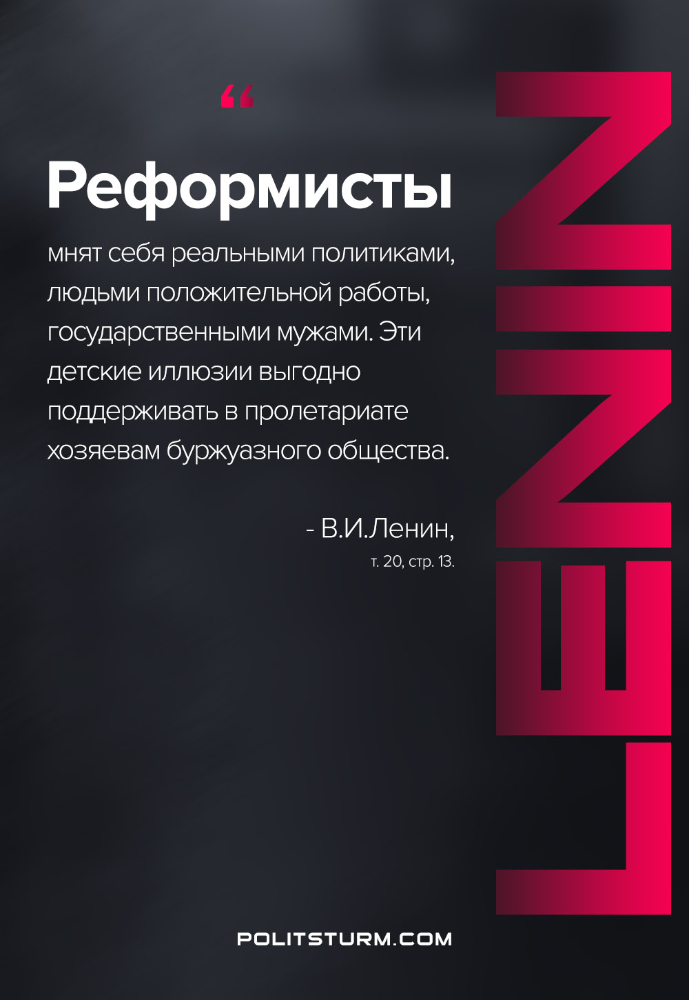 “
Реформисты
мнят себя реальными политиками,
людьми положительной работы,
государственными мужами. Эти
детские иллюзии выгодно
поддерживать в пролетариате
хозяевам буржуазного общества.
- В.И.Ленин,
т. 20, стр. 13.
LENIN
POLITSTURM.COM